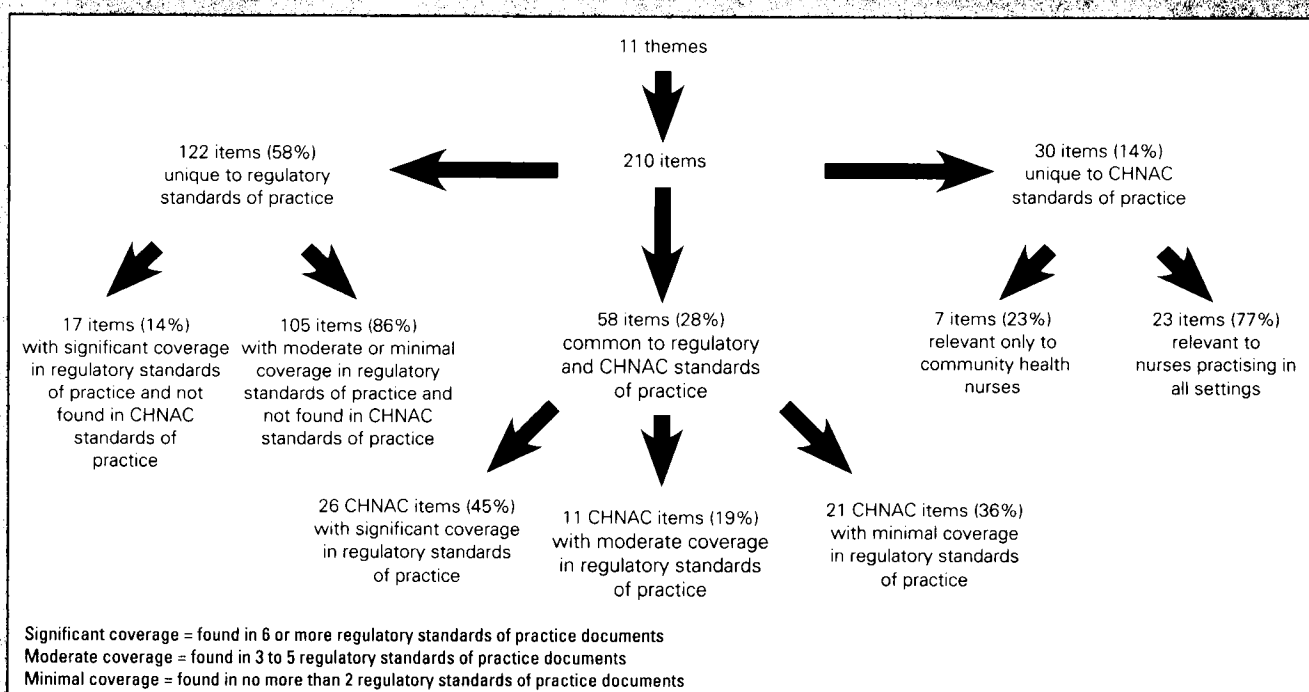 11 themes
210 items
122 items (58%)
unique to regulatory
standards of practice
30 items (14%)
unique to CHNAC
standards of practice
17 items (14%)
with significant coverage
in regulatory standards
of practice and not
found in CHNAC
standards of
practice
105 items (86%)
with moderate or minimal
coverage in regulatory
standards of practice and
not found in CHNAC
standards of practice
58 items (28%)
common to regulatory
and CHNAC standards
of practice
7 items (23%)
relevant only to
community health
nurses
23 items (77%)
relevant to
nurses practising in
all settings
26 CHNAC items (45%)
with significant coverage
in regulatory standards
of practice
11 CHNAC items (19%)
with moderate coverage
in regulatory standards
of practice
21 CHNAC items (36%)
with minimal coverage
in regulatory standards
of practice
Significant coverage = found in 6 or more regulatory standards of practice documents
Moderate coverage = found in 3 to 5 regulatory standards of practice documents
Minimal coverage = found in no more than 2 regulatory standards of practice documents